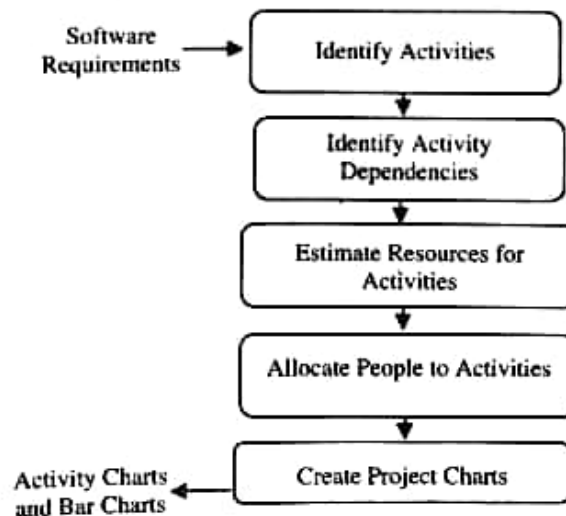 Software
Requirements
Identify Activities
Identify Activity
Dependencies
Estimate Resources for
Activities
Allocate People to Activities
Create Project Charts
Activity Charts
and Bar Charts